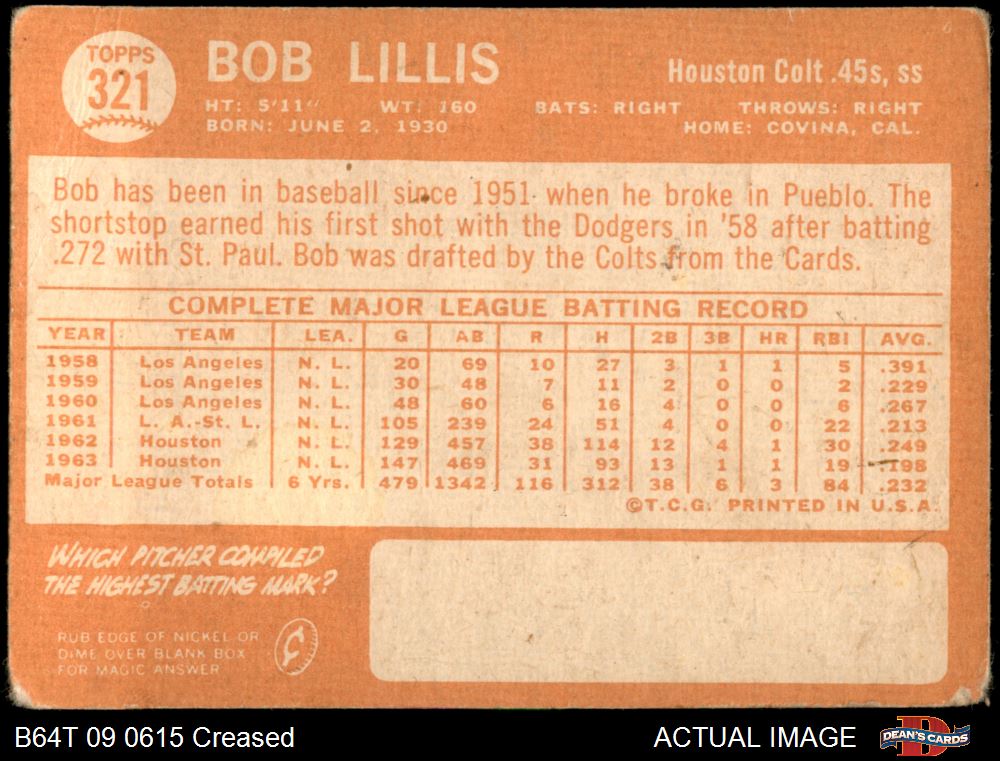 TOPPS
321
BOB LILLIS
Houston Colt .45s, ss
HT: 5'11" WT: 160 BATS: RIGHT THROWS: RIGHT
BORN: JUNE 2, 1930 HOME: COVINA, CAL.
Bob has been in baseball since 1951 when he broke in Pueblo. The
shortstop earned his first shot with the Dodgers in '58 after batting
.272 with St. Paul. Bob was drafted by the Colts from the Cards.
COMPLETE MAJOR LEAGUE BATTING RECORD
YEAR TEAM LEA. G AB R H 2B 3B HR RBI AVG.
1958 Los Angeles N. L. 20 69 10 27 3 1 1 5 .391
1959 Los Angeles N. L. 30 48 7 11 2 0 0 2 .229
1960 Los Angeles N. L. 48 60 6 16 4 0 0 6 .267
1961 L. A.-St. L. N. L. 105 239 24 51 4 0 0 22 .213
1962 Houston N. L. 129 457 38 114 12 4 1 30 .249
1963 Houston N. L. 147 469 31 93 13 1 1 19 .198
Major League Totals 6 Yrs. 479 1342 116 312 38 6 3 84 .232
©T.C.G. PRINTED IN U.S.A.
WHICH PITCHER COMPILED
THE HIGHEST BATTING MARK?
RUB EDGE OF NICKEL OR
DIME OVER BLANK BOX
FOR MAGIC ANSWER
B64T 09 0615 Creased
ACTUAL IMAGE
DEAN'S CARDS